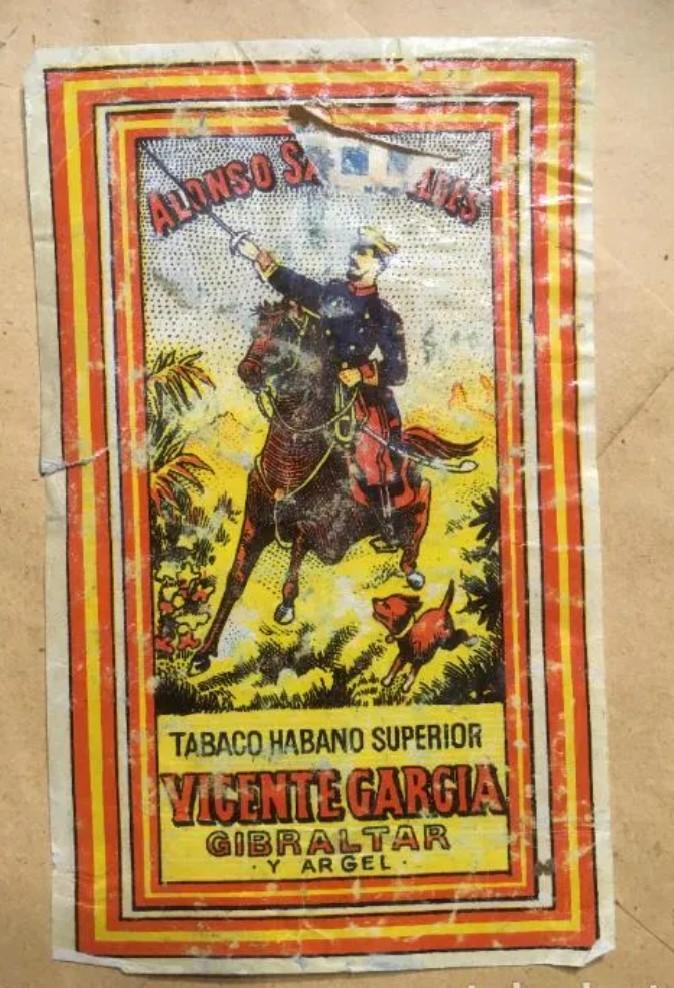 ALONSO
TABACO HABANO SUPERIOR
VICENTE GARCIA
GIBRALTAR
· Y ARGEL ·